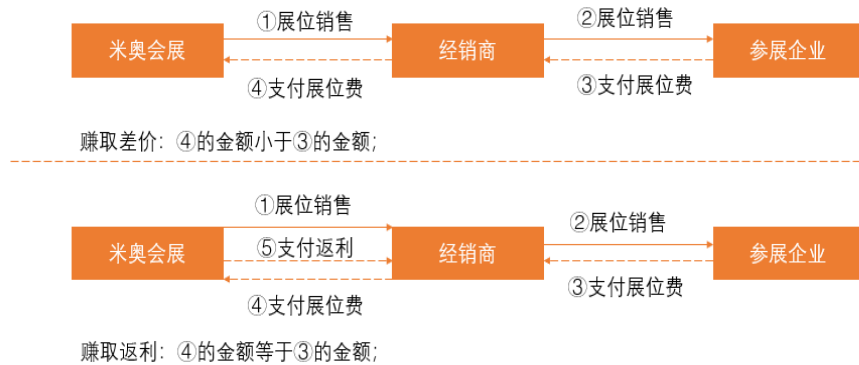 ①展位销售
②展位销售
米奥会展
经销商
参展企业
④支付展位费
③支付展位费
赚取差价：④的金额小于③的金额；
①展位销售
②展位销售
米奥会展
⑤支付返利
经销商
参展企业
④支付展位费
③支付展位费
赚取返利：④的金额等于③的金额；